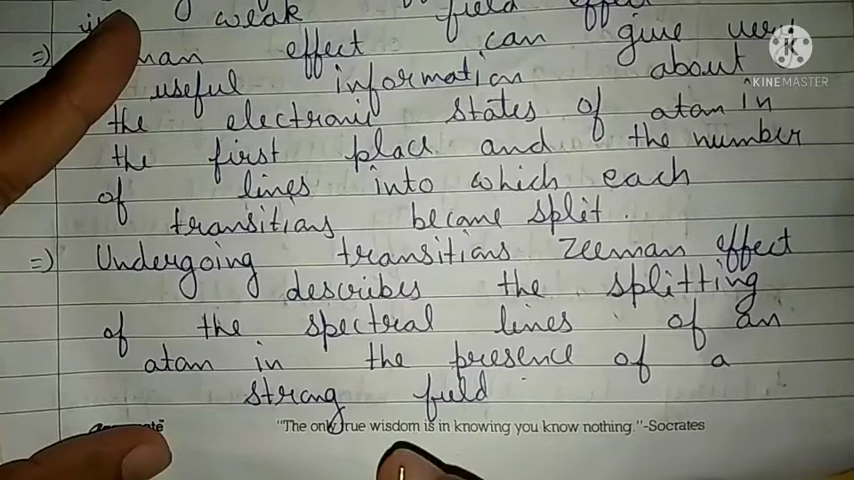 weak field effect
=> man effect can give very
useful information about
the electronic states of atom in
the first place and the number
of lines into which each
transitions become split.
=> Undergoing transitions Zeeman effect
describes the splitting
of the spectral lines of an
atom in the presence of a
strong field
"The only true wisdom is in knowing you know nothing."-Socrates
K
KINEMASTER